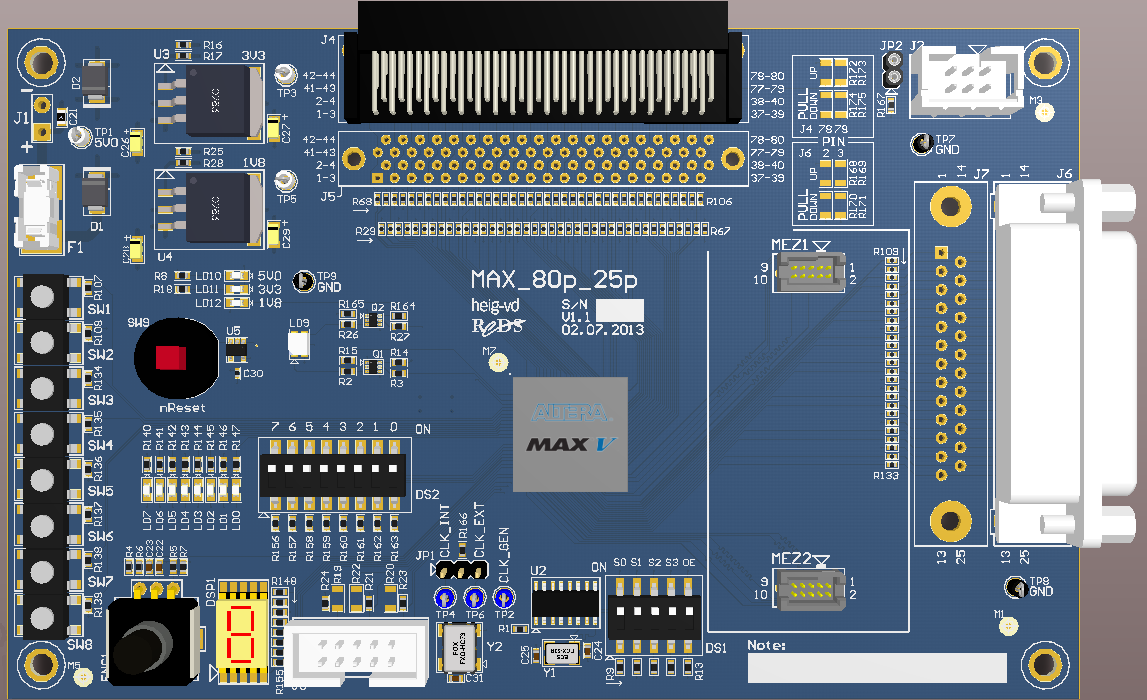 R16
R17
U3
3V3
D2
TP3
J1
C21
TP1
5V0
C26
C27
R25
R28
1V8
TP5
D1
F1
C28
C29
U4
J4
42-44
41-43
2-4
1-3
78-80
77-79
38-40
37-39
42-44
41-43
2-4
1-3
J5
78-80
77-79
38-40
37-39
R68
R106
R29
R67
UP
R172
R173
PULL
DOWN
R174
R175
J4 78 79
PIN
J6 2 3
UP
R168
R169
PULL
DOWN
R170
R171
JP2
J2
R167
M3
TP7
GND
J7
J6
1
14
1
14
13
25
13
25
MEZ1
9
10
1
2
R109
R133
MEZ2
9
10
1
2
TP8
GND
M1
Note:
MAX_80p_25p
heig-vd
ReDS
S/N
V1.1
02.07.2013
M7
ALTERA
MAX V
R8
R18
LD10
5V0
LD11
3V3
LD12
1V8
TP9
GND
SW9
U5
C30
nReset
LD9
R165
Q2
R164
R26
R27
R15
Q1
R14
R2
R3
R107
SW1
R108
SW2
R134
SW3
R135
SW4
R136
SW5
R137
SW6
R138
SW7
R139
SW8
R140
R141
R142
R143
R144
R145
R146
R147
LD7
LD6
LD5
LD4
LD3
LD2
LD1
LD0
7 6 5 4 3 2 1 0
ON
DS2
R156
R157
R158
R159
R160
R161
R162
R163
R4
R6
C23
C22
R5
R7
ENC1
M5
DSP1
R148
R155
R24
R19
R22
R21
R20
R23
JP1
CLK_INT
R166
CLK_EXT
CLK_GEN
TP4
TP6
TP2
FOX
Y2
C31
U2
R1
C25
C24
Y1
ON
S0 S1 S2 S3 OE
DS1
R9
R13